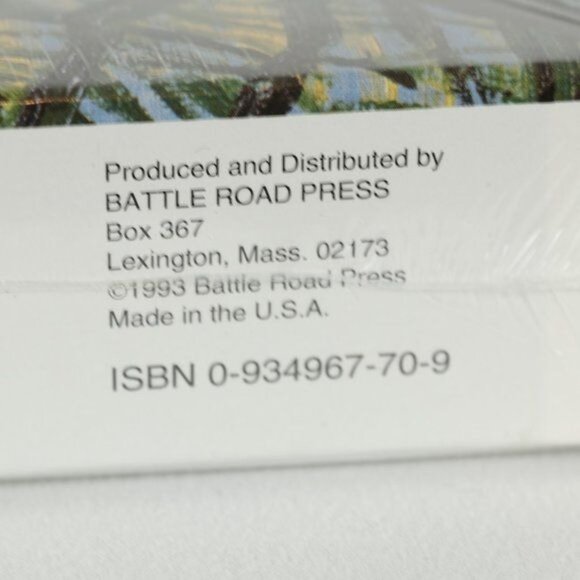 Produced and Distributed by
BATTLE ROAD PRESS
Box 367
Lexington, Mass. 02173
©1993 Battle Road Press
Made in the U.S.A.
ISBN 0-934967-70-9